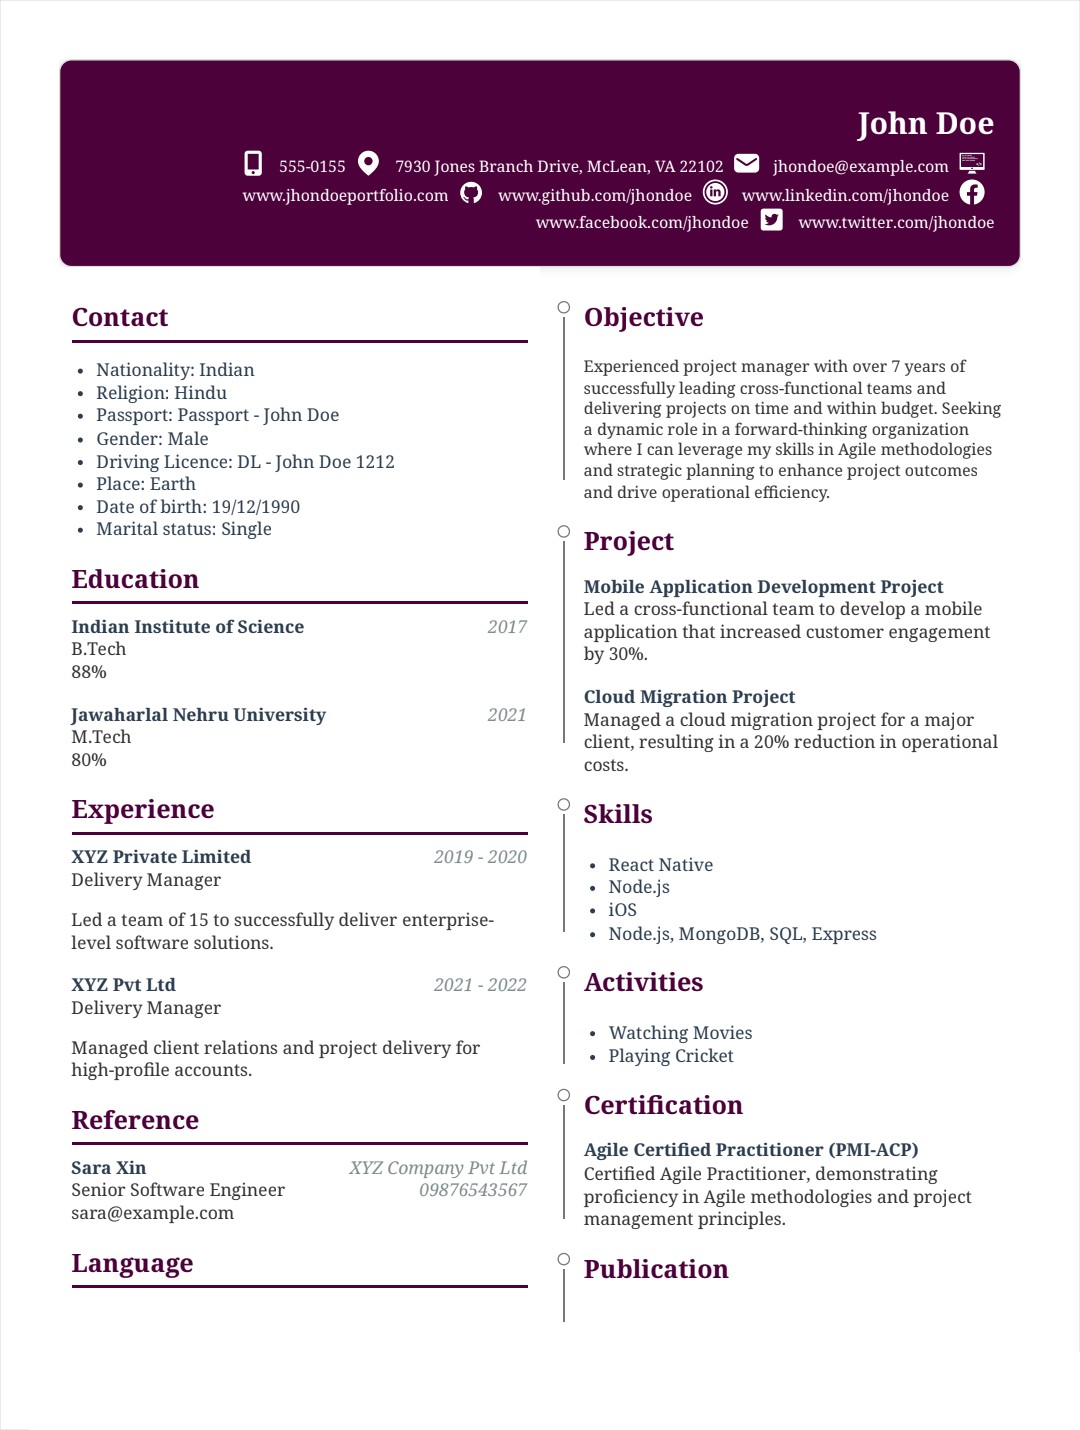 John Doe
555-0155 7930 Jones Branch Drive, McLean, VA 22102 jhondoe@example.com
www.jhondoeportfolio.com www.github.com/jhondoe www.linkedin.com/jhondoe
www.facebook.com/jhondoe www.twitter.com/jhondoe
Contact
• Nationality: Indian
• Religion: Hindu
• Passport: Passport - John Doe
• Gender: Male
• Driving Licence: DL - John Doe 1212
• Place: Earth
• Date of birth: 19/12/1990
• Marital status: Single
Education
Indian Institute of Science 2017
B.Tech
88%
Jawaharlal Nehru University 2021
M.Tech
80%
Experience
XYZ Private Limited 2019 - 2020
Delivery Manager
Led a team of 15 to successfully deliver enterprise-
level software solutions.
XYZ Pvt Ltd 2021 - 2022
Delivery Manager
Managed client relations and project delivery for
high-profile accounts.
Reference
Sara Xin XYZ Company Pvt Ltd
Senior Software Engineer 09876543567
sara@example.com
Language
Objective
Experienced project manager with over 7 years of
successfully leading cross-functional teams and
delivering projects on time and within budget. Seeking
a dynamic role in a forward-thinking organization
where I can leverage my skills in Agile methodologies
and strategic planning to enhance project outcomes
and drive operational efficiency.
Project
Mobile Application Development Project
Led a cross-functional team to develop a mobile
application that increased customer engagement
by 30%.
Cloud Migration Project
Managed a cloud migration project for a major
client, resulting in a 20% reduction in operational
costs.
Skills
• React Native
• Node.js
• iOS
• Node.js, MongoDB, SQL, Express
Activities
• Watching Movies
• Playing Cricket
Certification
Agile Certified Practitioner (PMI-ACP)
Certified Agile Practitioner, demonstrating
proficiency in Agile methodologies and project
management principles.
Publication